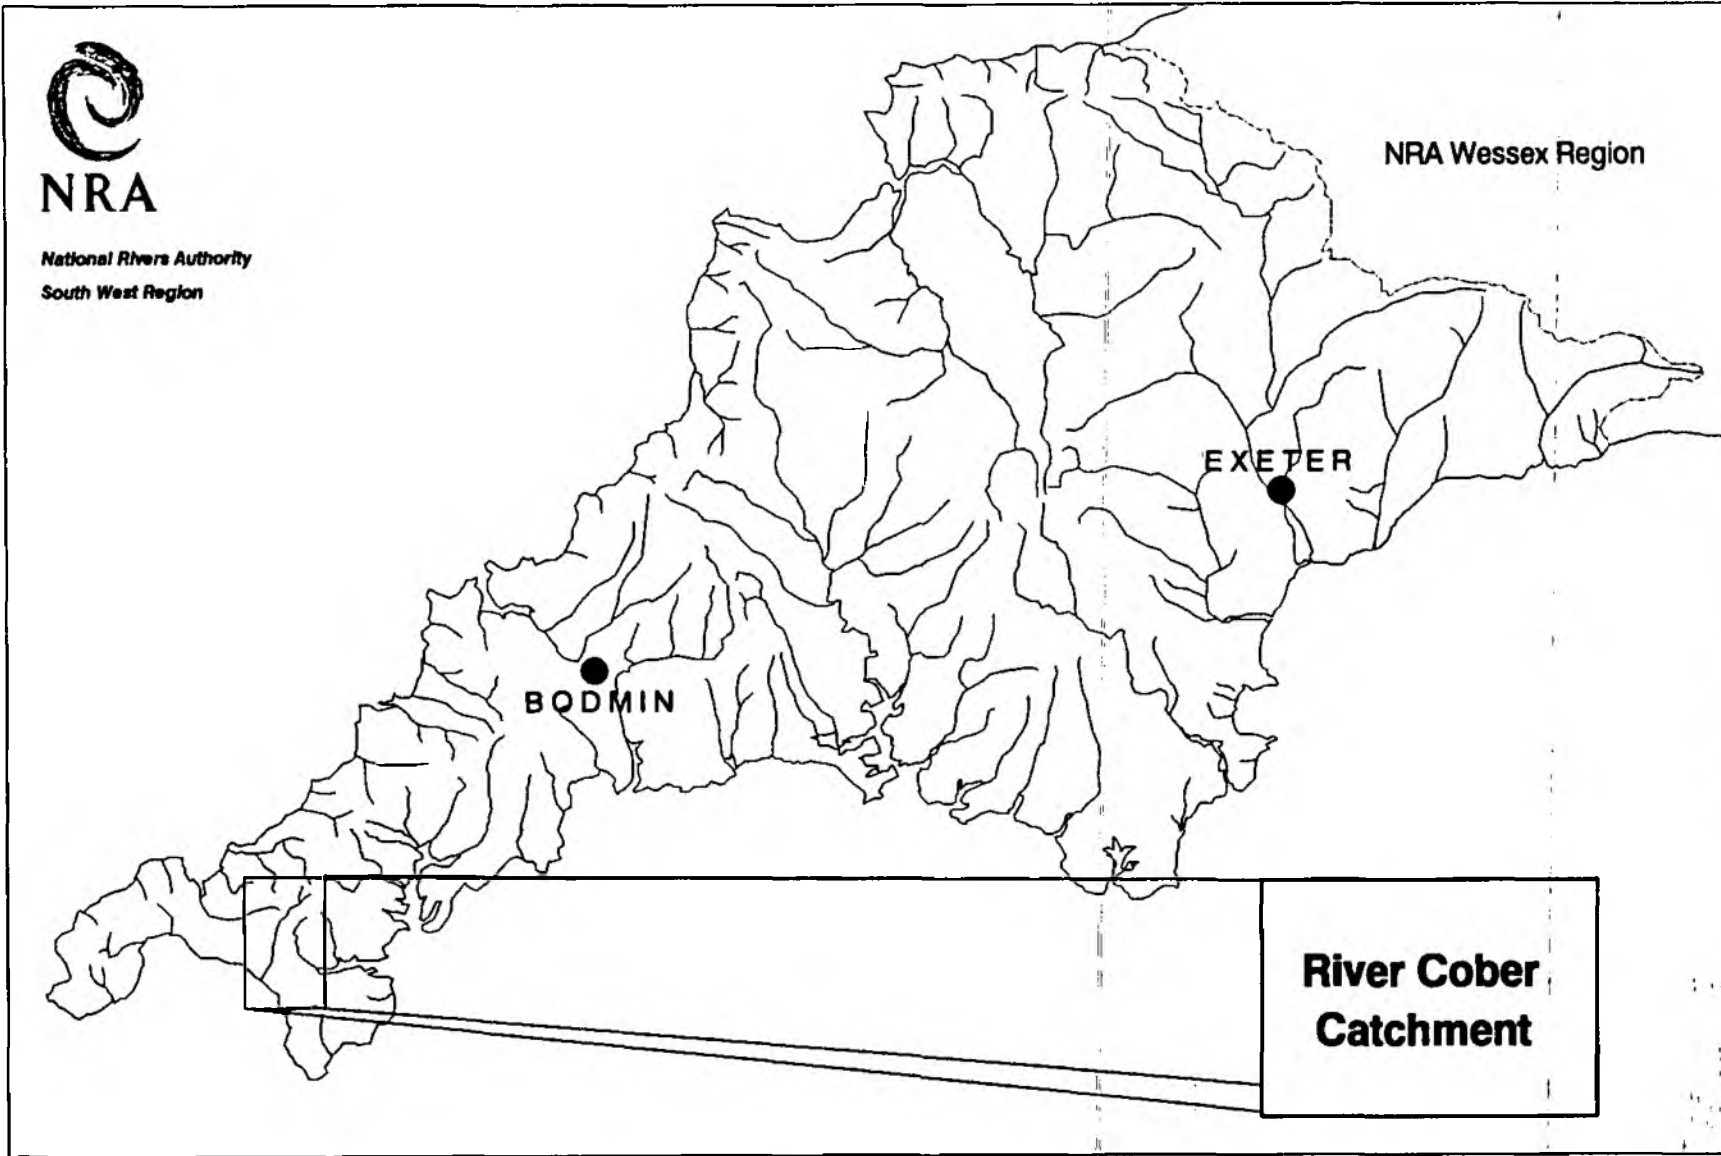 NRA
National Rivers Authority
South West Region
NRA Wessex Region
EXETER
BODMIN
River Cober
Catchment